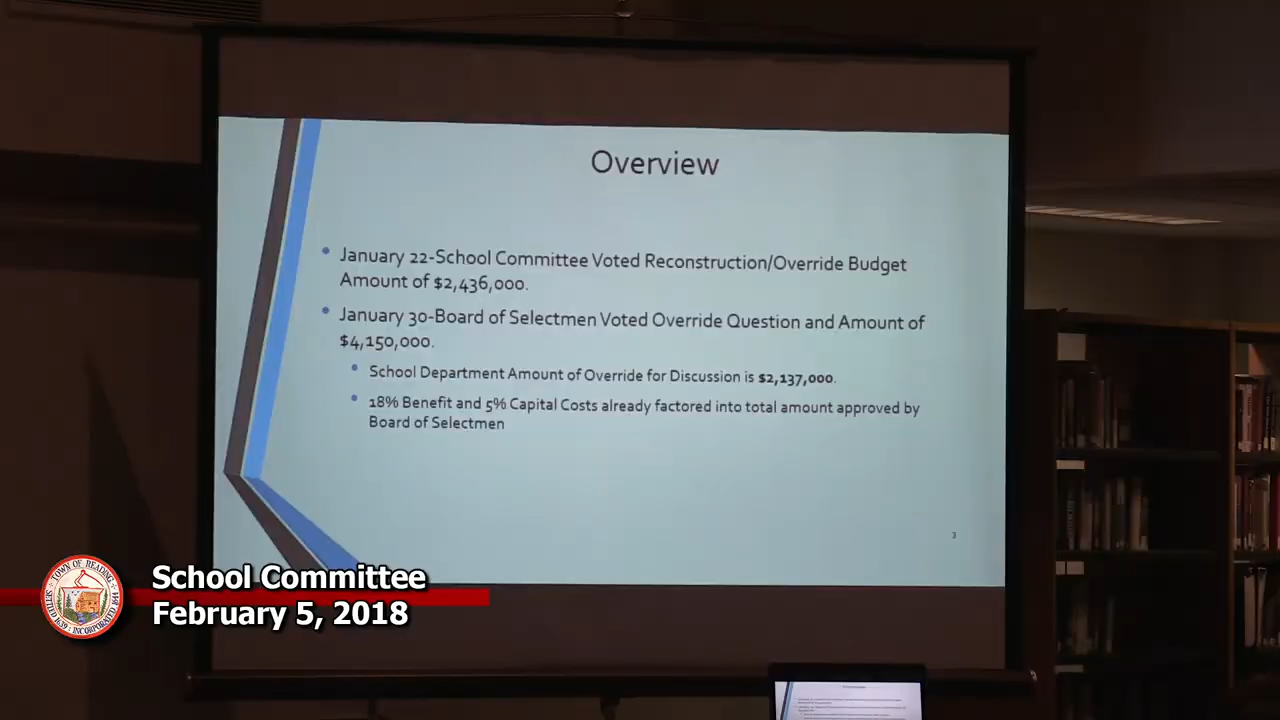 Overview
• January 22-School Committee Voted Reconstruction/Override Budget
Amount of $2,436,000.
• January 30-Board of Selectmen Voted Override Question and Amount of
$4,150,000.
• School Department Amount of Override for Discussion is $2,137,000.
• 18% Benefit and 5% Capital Costs already factored into total amount approved by
Board of Selectmen
3
TOWN OF READING
School Committee
February 5, 2018